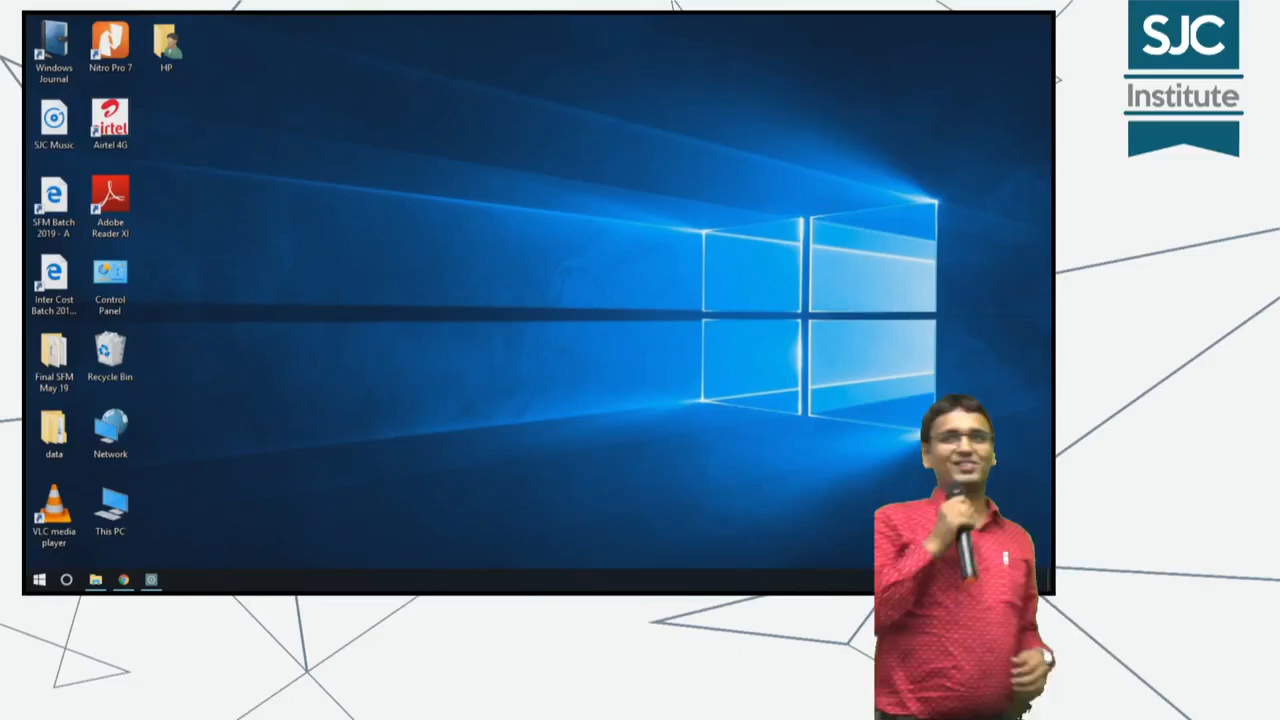 Windows
Journal
Nitro Pro 7
HP
SJC Music
airtel
Airtel 4G
SFM Batch
2019 - A
Adobe
Reader XI
Inter Cost
Batch 201...
Control
Panel
Final SFM
May 19
Recycle Bin
data
Network
VLC media
player
This PC
SJC
Institute